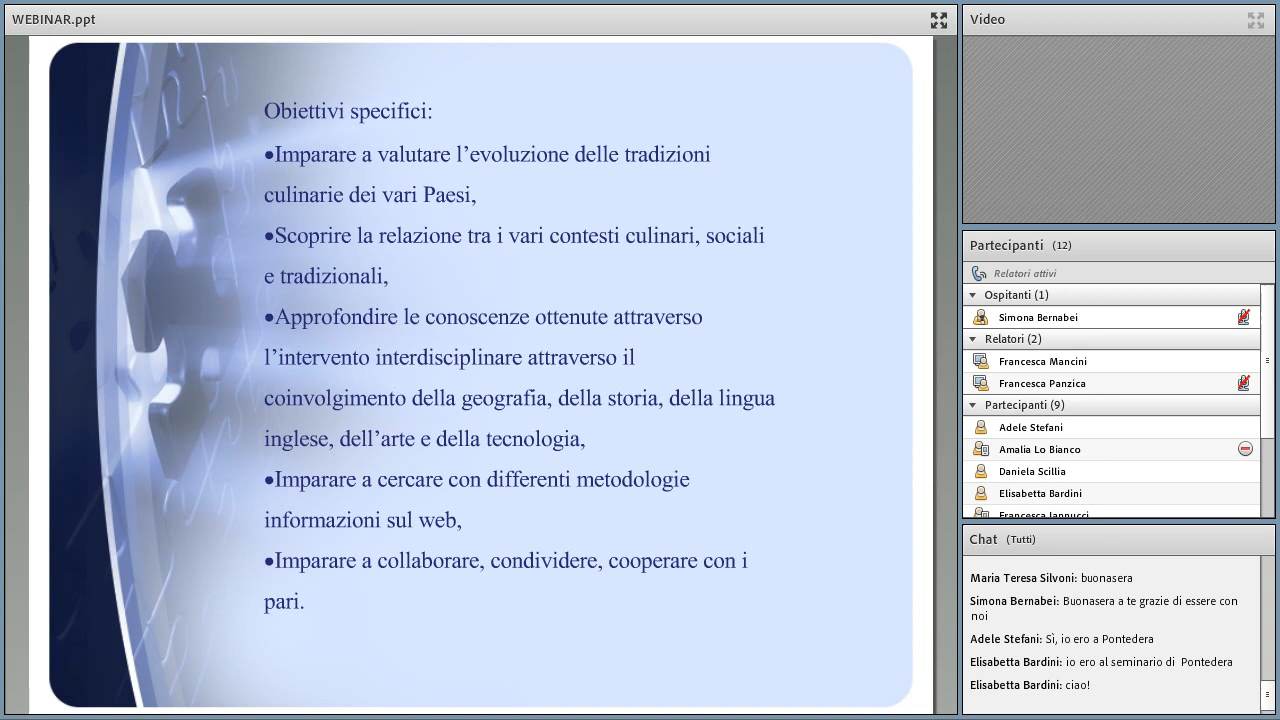 WEBINAR.ppt
Obiettivi specifici:
•Imparare a valutare l’evoluzione delle tradizioni
culinarie dei vari Paesi,
•Scoprire la relazione tra i vari contesti culinari, sociali
e tradizionali,
•Approfondire le conoscenze ottenute attraverso
l’intervento interdisciplinare attraverso il
coinvolgimento della geografia, della storia, della lingua
inglese, dell’arte e della tecnologia,
•Imparare a cercare con differenti metodologie
informazioni sul web,
•Imparare a collaborare, condividere, cooperare con i
pari.
Video
Partecipanti (12)
Relatori attivi
Ospitanti (1)
Simona Bernabei
Relatori (2)
Francesca Mancini
Francesca Panzica
Partecipanti (9)
Adele Stefani
Amalia Lo Bianco
Daniela Scillia
Elisabetta Bardini
Francesca Iannucci
Chat (Tutti)
Maria Teresa Silvoni: buonasera
Simona Bernabei: Buonasera a te grazie di essere con
noi
Adele Stefani: Sì, io ero a Pontedera
Elisabetta Bardini: io ero al seminario di Pontedera
Elisabetta Bardini: ciao!